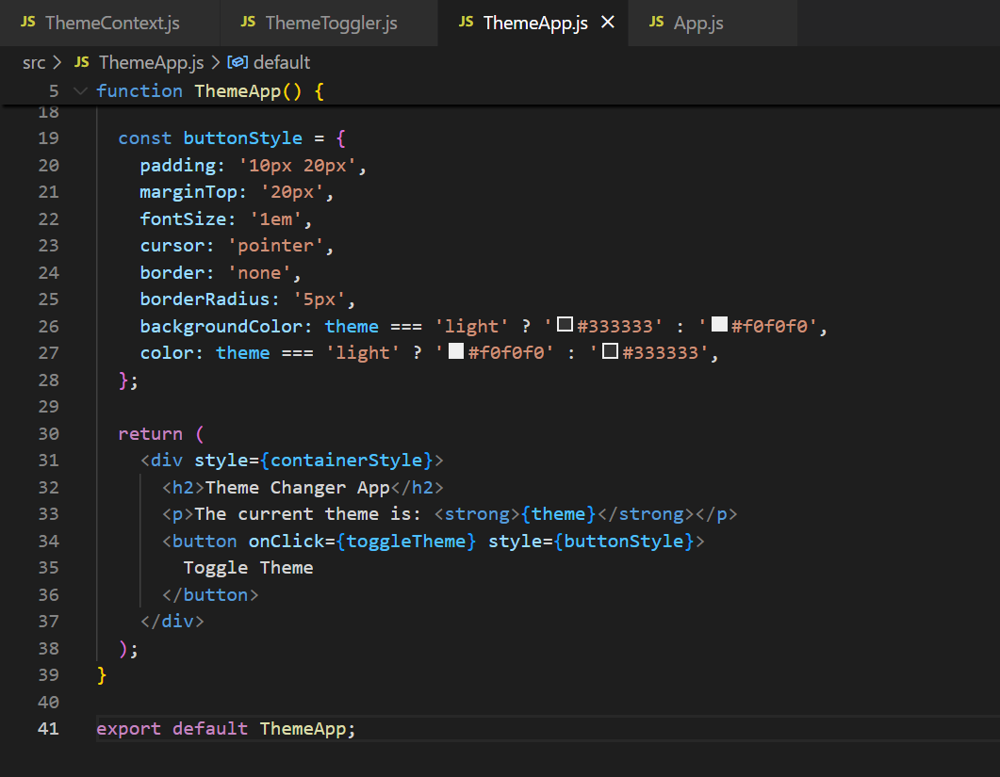 JS ThemeContext.js JS ThemeToggler.js JS ThemeApp.js × JS App.js
src > JS ThemeApp.js > default
5 function ThemeApp() {
18
19 const buttonStyle = {
20 padding: '10px 20px',
21 marginTop: '20px',
22 fontSize: '1em',
23 cursor: 'pointer',
24 border: 'none',
25 borderRadius: '5px',
26 backgroundColor: theme === 'light' ? '#333333' : '#f0f0f0',
27 color: theme === 'light' ? '#f0f0f0' : '#333333',
28 };
29
30 return (
31 <div style={containerStyle}>
32 <h2>Theme Changer App</h2>
33 <p>The current theme is: <strong>{theme}</strong></p>
34 <button onClick={toggleTheme} style={buttonStyle}>
35 Toggle Theme
36 </button>
37 </div>
38 );
39 }
40
41 export default ThemeApp;